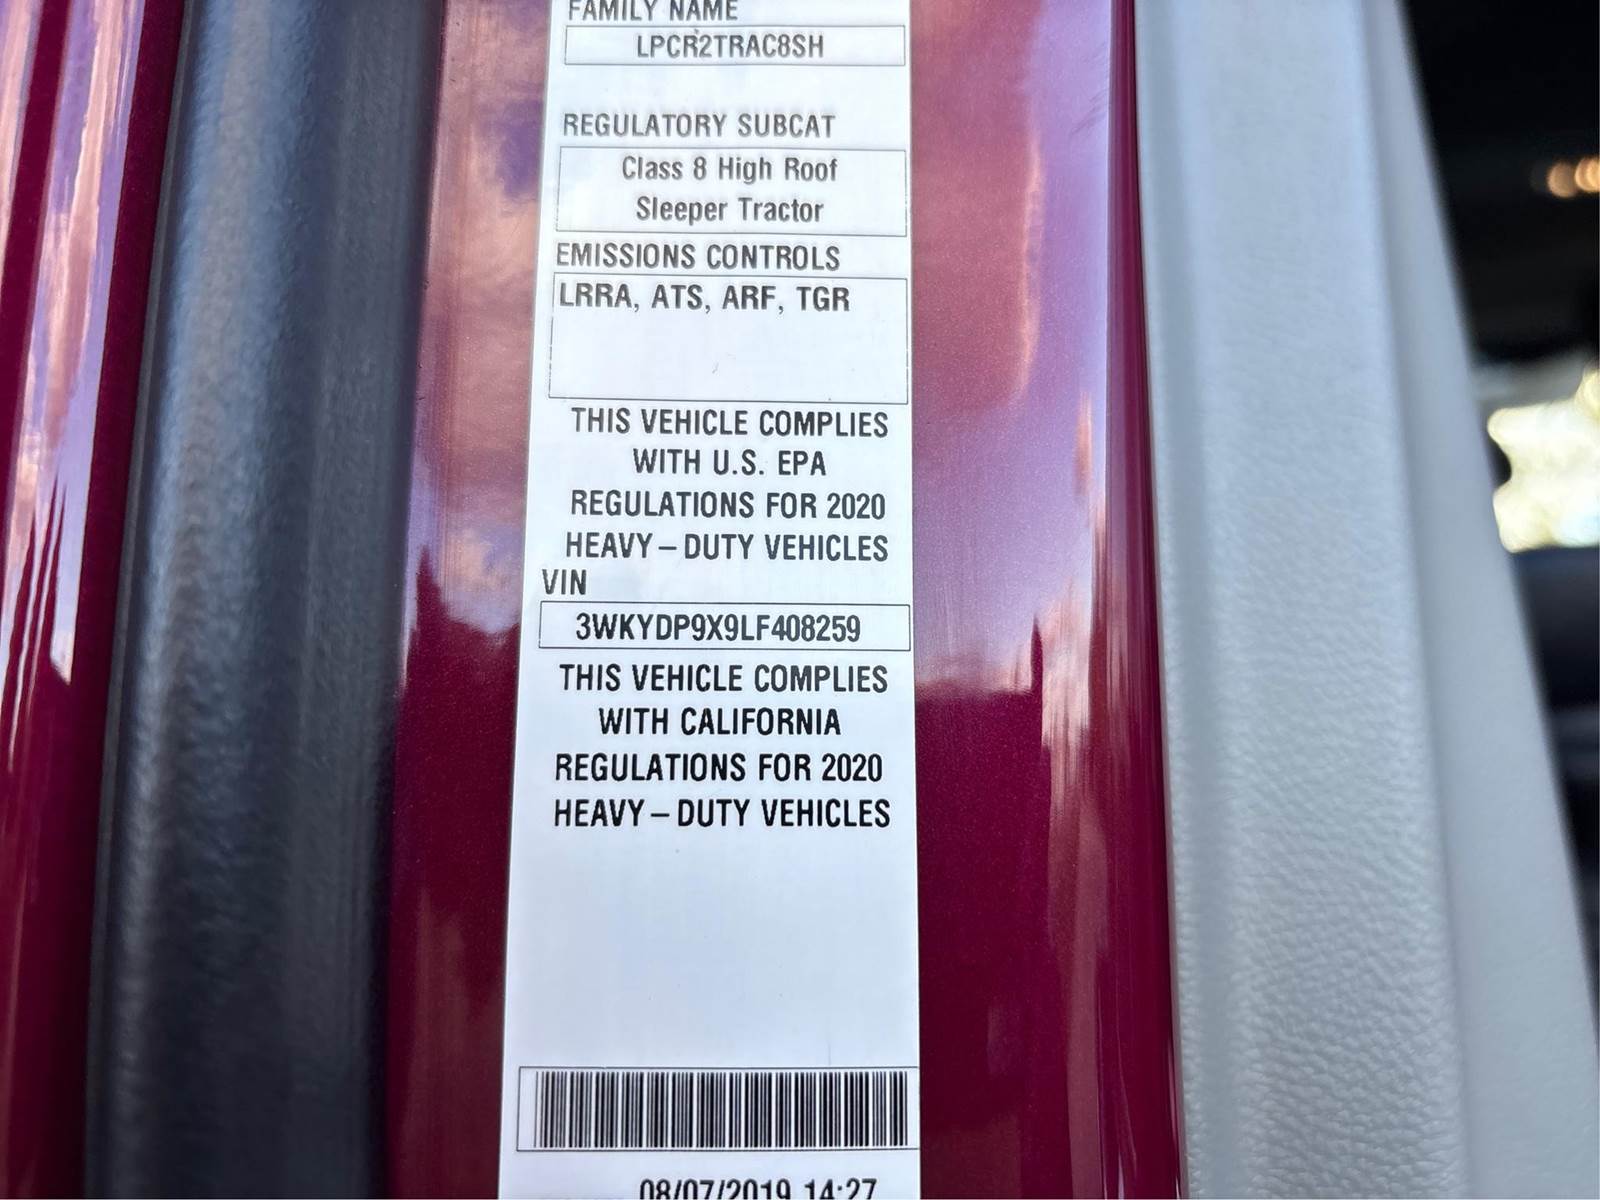 FAMILY NAME
LPCR2TRAC8SH
REGULATORY SUBCAT
Class 8 High Roof
Sleeper Tractor
EMISSIONS CONTROLS
LRRA, ATS, ARF, TGR
THIS VEHICLE COMPLIES
WITH U.S. EPA
REGULATIONS FOR 2020
HEAVY – DUTY VEHICLES
VIN
3WKYDP9X9LF408259
THIS VEHICLE COMPLIES
WITH CALIFORNIA
REGULATIONS FOR 2020
HEAVY – DUTY VEHICLES
08/07/2019 14:27